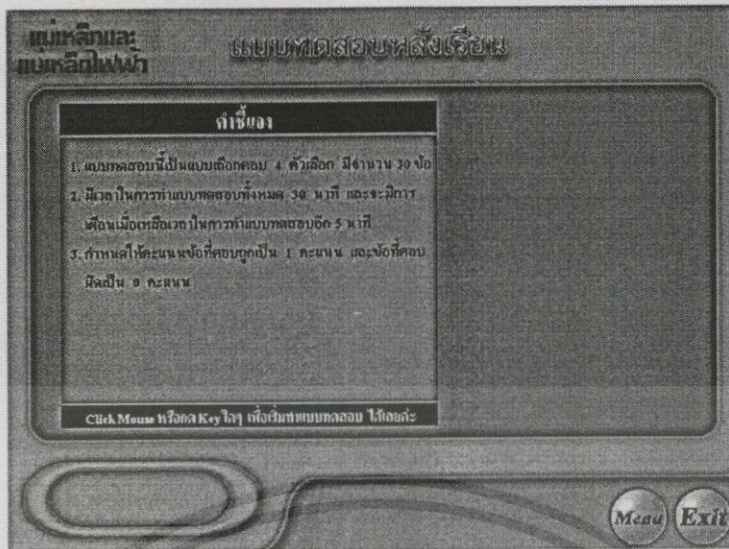 แม่เหล็กและ
แม่เหล็กไฟฟ้า
แบบทดสอบหลังเรียน
คำชี้แจง
1. แบบทดสอบนี้เป็นแบบเลือกตอบ 4 ตัวเลือก มีจำนวน 30 ข้อ
2. มีเวลาในการทำแบบทดสอบทั้งหมด 30 นาที และจะมีการ
เตือนเมื่อเหลือเวลาในการทำแบบทดสอบอีก 5 นาที
3. กำหนดให้คะแนนข้อที่ตอบถูกเป็น 1 คะแนน และข้อที่ตอบ
ผิดเป็น 0 คะแนน
Click Mouse หรือกด Key ใดๆ เพื่อเริ่มทำแบบทดสอบ ได้เลยค่ะ
Menu
Exit